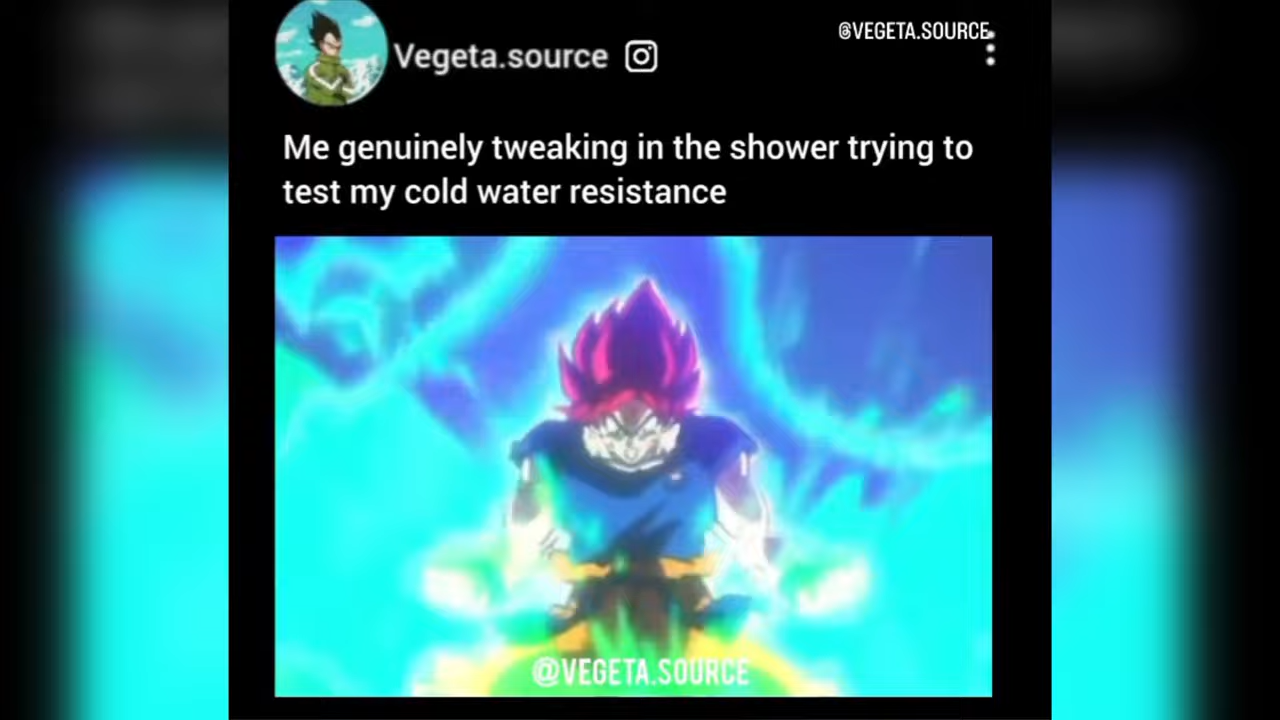 @VEGETA.SOURCE
Vegeta.source
Me genuinely tweaking in the shower trying to
test my cold water resistance
@VEGETA.SOURCE